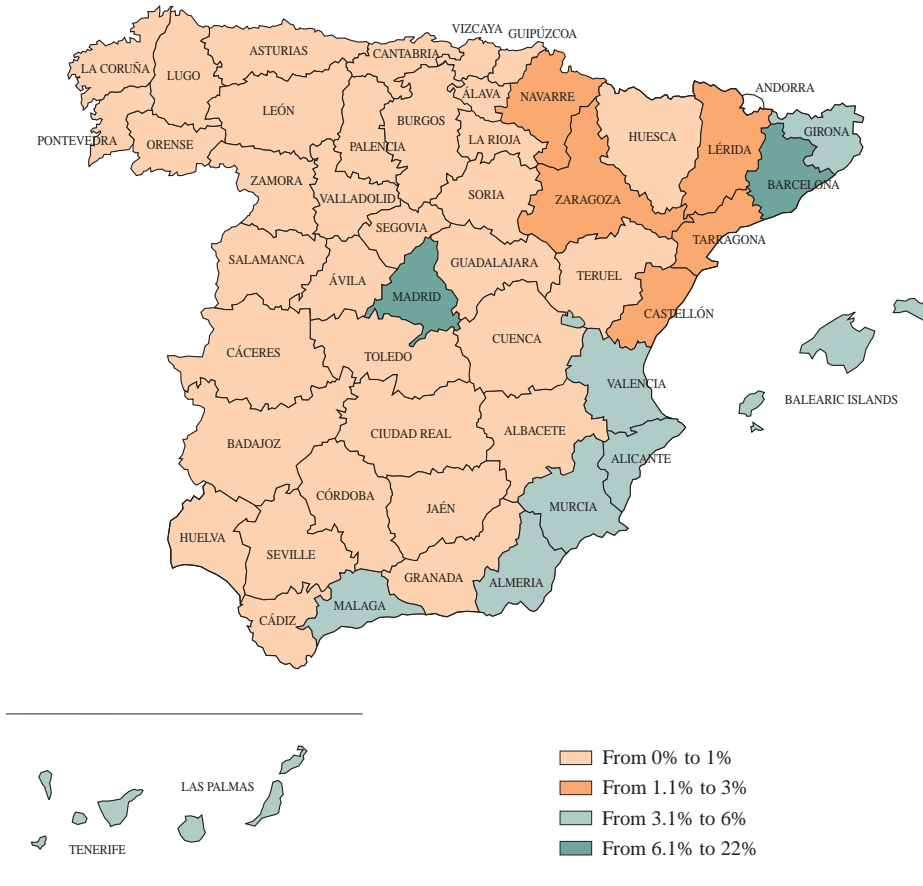 VIZCAYA
GUIPÚZCOA
ASTURIAS
CANTABRIA
LA CORUÑA
LUGO
ANDORRA
ÁLAVA
NAVARRE
LEÓN
BURGOS
GIRONA
PONTEVEDRA
ORENSE
PALENCIA
LA RIOJA
HUESCA
LÉRIDA
ZAMORA
BARCELONA
VALLADOLID
SORIA
ZARAGOZA
SEGOVIA
TARRAGONA
SALAMANCA
GUADALAJARA
ÁVILA
TERUEL
MADRID
CASTELLÓN
CUENCA
CÁCERES
TOLEDO
VALENCIA
BALEARIC ISLANDS
CIUDAD REAL
ALBACETE
BADAJOZ
ALICANTE
CÓRDOBA
JAÉN
MURCIA
HUELVA
SEVILLE
GRANADA
ALMERIA
MALAGA
CÁDIZ
From 0% to 1%
LAS PALMAS
From 1.1% to 3%
From 3.1% to 6%
TENERIFE
From 6.1% to 22%